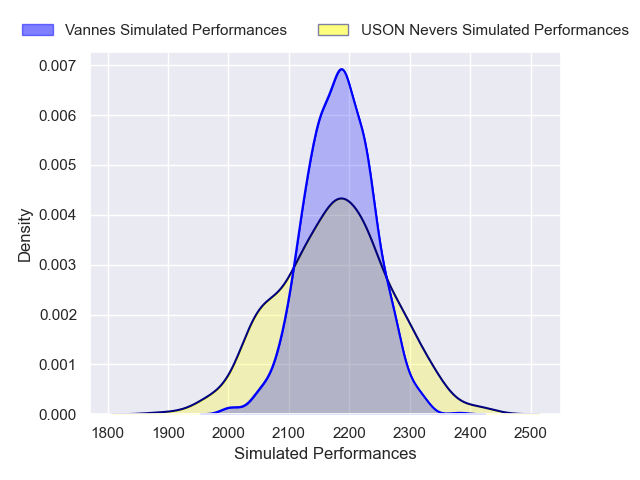 Vannes Simulated Performances
USON Nevers Simulated Performances
0.007
0.006
0.005
0.004
0.003
0.002
0.001
0.000
Density
1800 1900 2000 2100 2200 2300 2400 2500
Simulated Performances